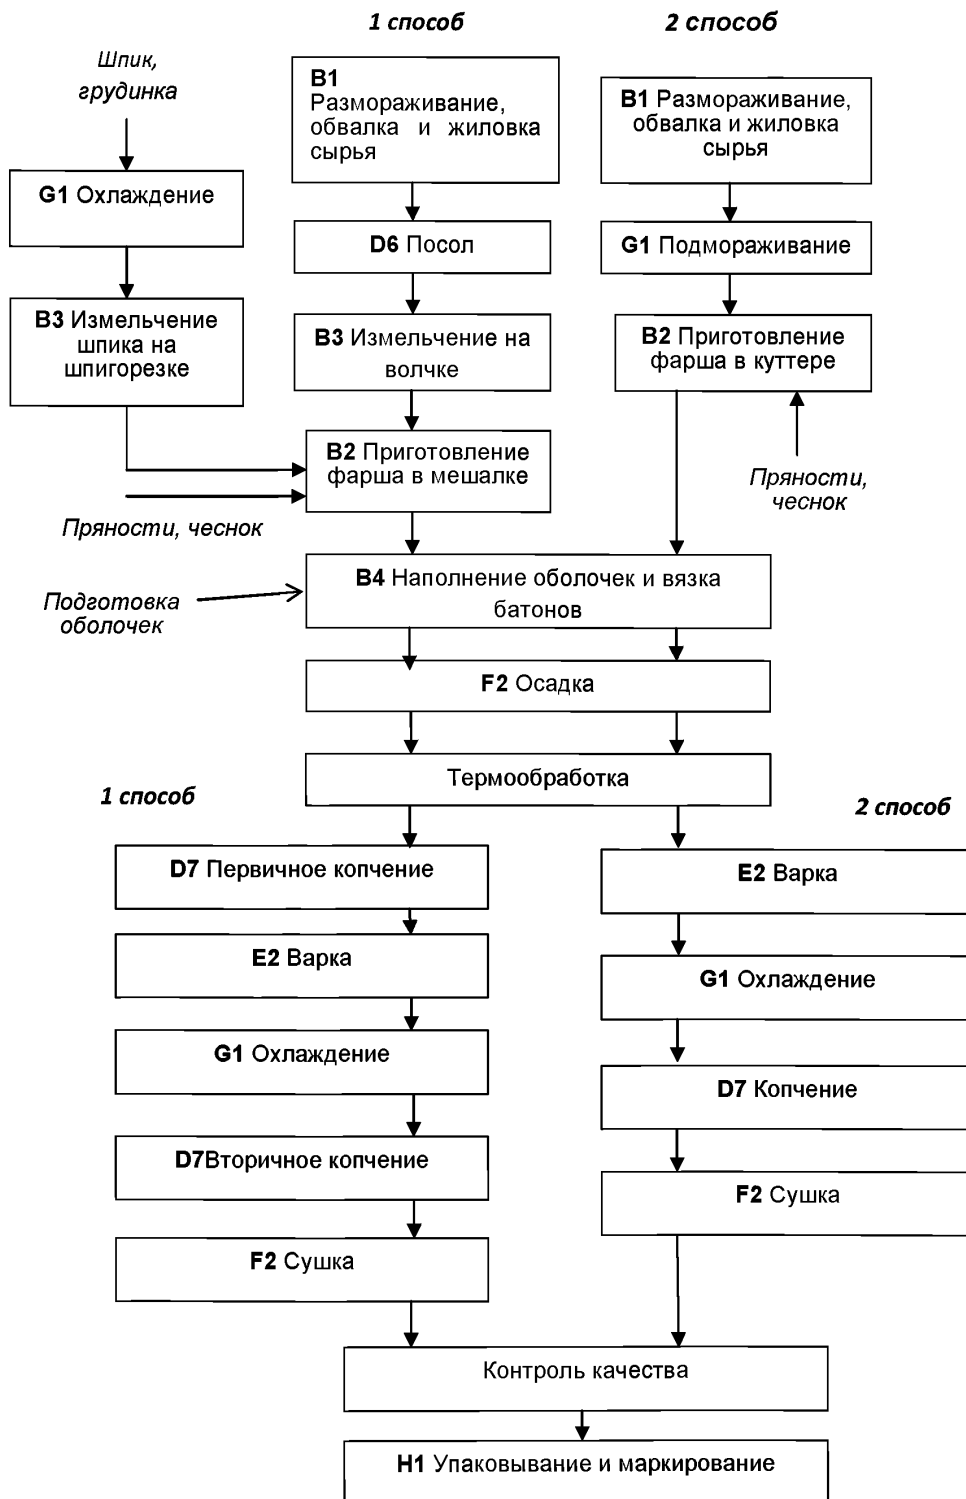 1 способ
2 способ
Шпик,
грудинка
B1
Размораживание,
обвалка и жиловка
сырья
B1 Размораживание,
обвалка и жиловка
сырья
G1 Охлаждение
D6 Посол
G1 Подмораживание
B3 Измельчение
шпика на
шпигорезке
B3 Измельчение на
волчке
B2 Приготовление
фарша в куттере
B2 Приготовление
фарша в мешалке
Пряности,
чеснок
Пряности, чеснок
B4 Наполнение оболочек и вязка
батонов
Подготовка
оболочек
F2 Осадка
Термообработка
1 способ
2 способ
D7 Первичное копчение
E2 Варка
E2 Варка
G1 Охлаждение
G1 Охлаждение
D7 Копчение
D7Вторичное копчение
F2 Сушка
F2 Сушка
Контроль качества
H1 Упаковывание и маркирование